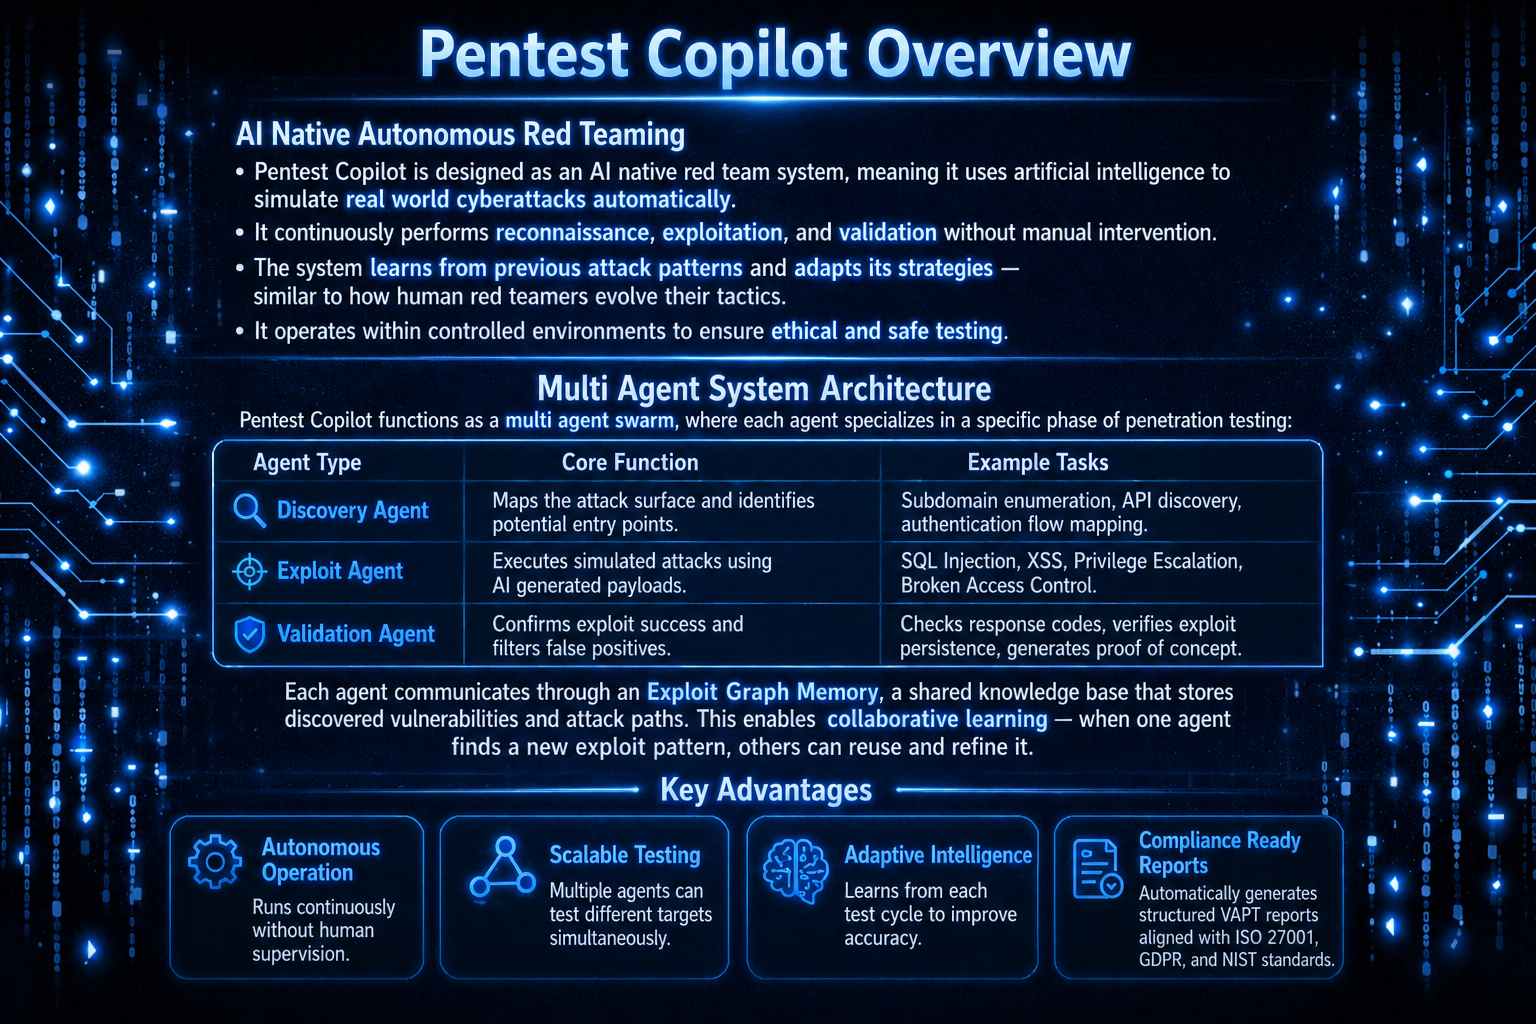 Pentest Copilot Overview
AI Native Autonomous Red Teaming
• Pentest Copilot is designed as an AI native red team system, meaning it uses artificial intelligence to
simulate real world cyberattacks automatically.
• It continuously performs reconnaissance, exploitation, and validation without manual intervention.
• The system learns from previous attack patterns and adapts its strategies —
similar to how human red teamers evolve their tactics.
• It operates within controlled environments to ensure ethical and safe testing.
Multi Agent System Architecture
Pentest Copilot functions as a multi agent swarm, where each agent specializes in a specific phase of penetration testing:
Agent Type Core Function Example Tasks
Discovery Agent
Maps the attack surface and identifies
potential entry points.
Subdomain enumeration, API discovery,
authentication flow mapping.
Exploit Agent
Executes simulated attacks using
AI generated payloads.
SQL Injection, XSS, Privilege Escalation,
Broken Access Control.
Validation Agent
Confirms exploit success and
filters false positives.
Checks response codes, verifies exploit
persistence, generates proof of concept.
Each agent communicates through an Exploit Graph Memory, a shared knowledge base that stores
discovered vulnerabilities and attack paths. This enables collaborative learning — when one agent
finds a new exploit pattern, others can reuse and refine it.
Key Advantages
Autonomous
Operation
Runs continuously
without human
supervision.
Scalable Testing
Multiple agents can
test different targets
simultaneously.
Adaptive Intelligence
Learns from each
test cycle to improve
accuracy.
Compliance Ready
Reports
Automatically generates
structured VAPT reports
aligned with ISO 27001,
GDPR, and NIST standards.